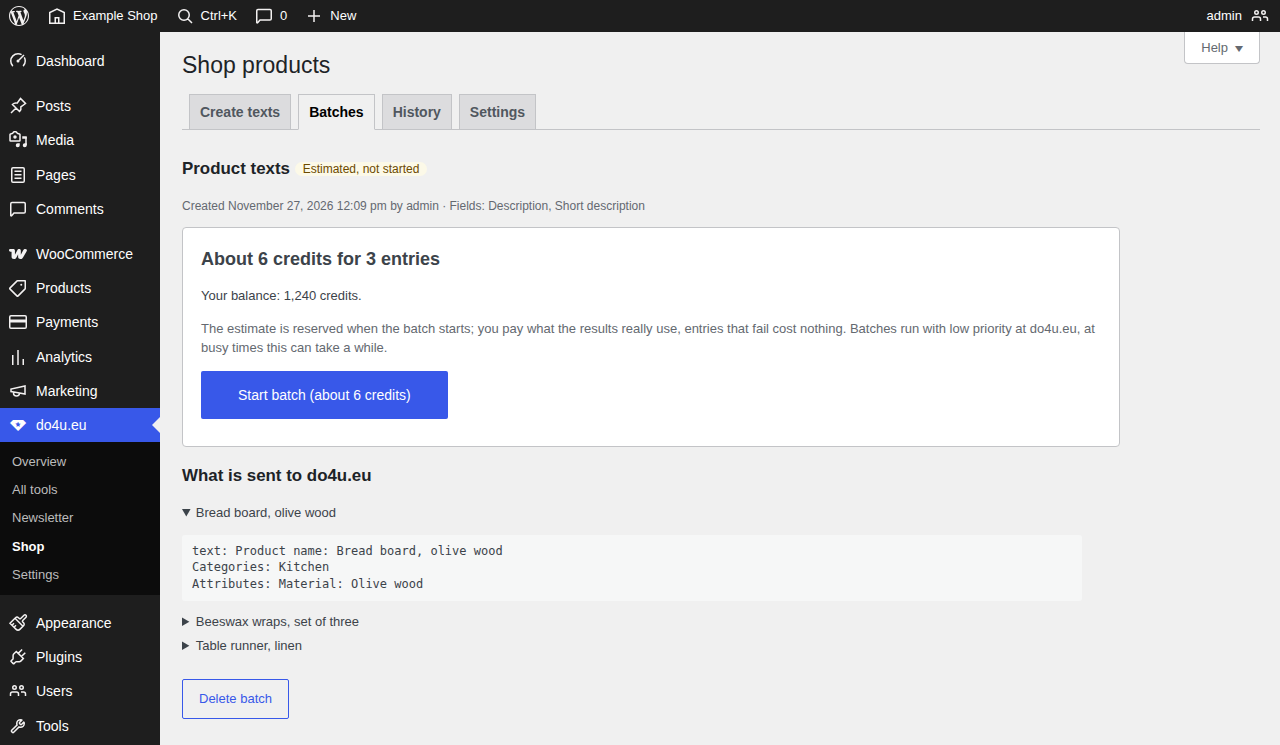 Example Shop
Ctrl+K
0
New
admin
Dashboard
Posts
Media
Pages
Comments
WooCommerce
Products
Payments
Analytics
Marketing
do4u.eu
Overview
All tools
Newsletter
Shop
Settings
Appearance
Plugins
Users
Tools
Help
Shop products
Create texts
Batches
History
Settings
Product texts Estimated, not started
Created November 27, 2026 12:09 pm by admin · Fields: Description, Short description
About 6 credits for 3 entries
Your balance: 1,240 credits.
The estimate is reserved when the batch starts; you pay what the results really use, entries that fail cost nothing. Batches run with low priority at do4u.eu, at
busy times this can take a while.
Start batch (about 6 credits)
What is sent to do4u.eu
Bread board, olive wood
text: Product name: Bread board, olive wood
Categories: Kitchen
Attributes: Material: Olive wood
Beeswax wraps, set of three
Table runner, linen
Delete batch